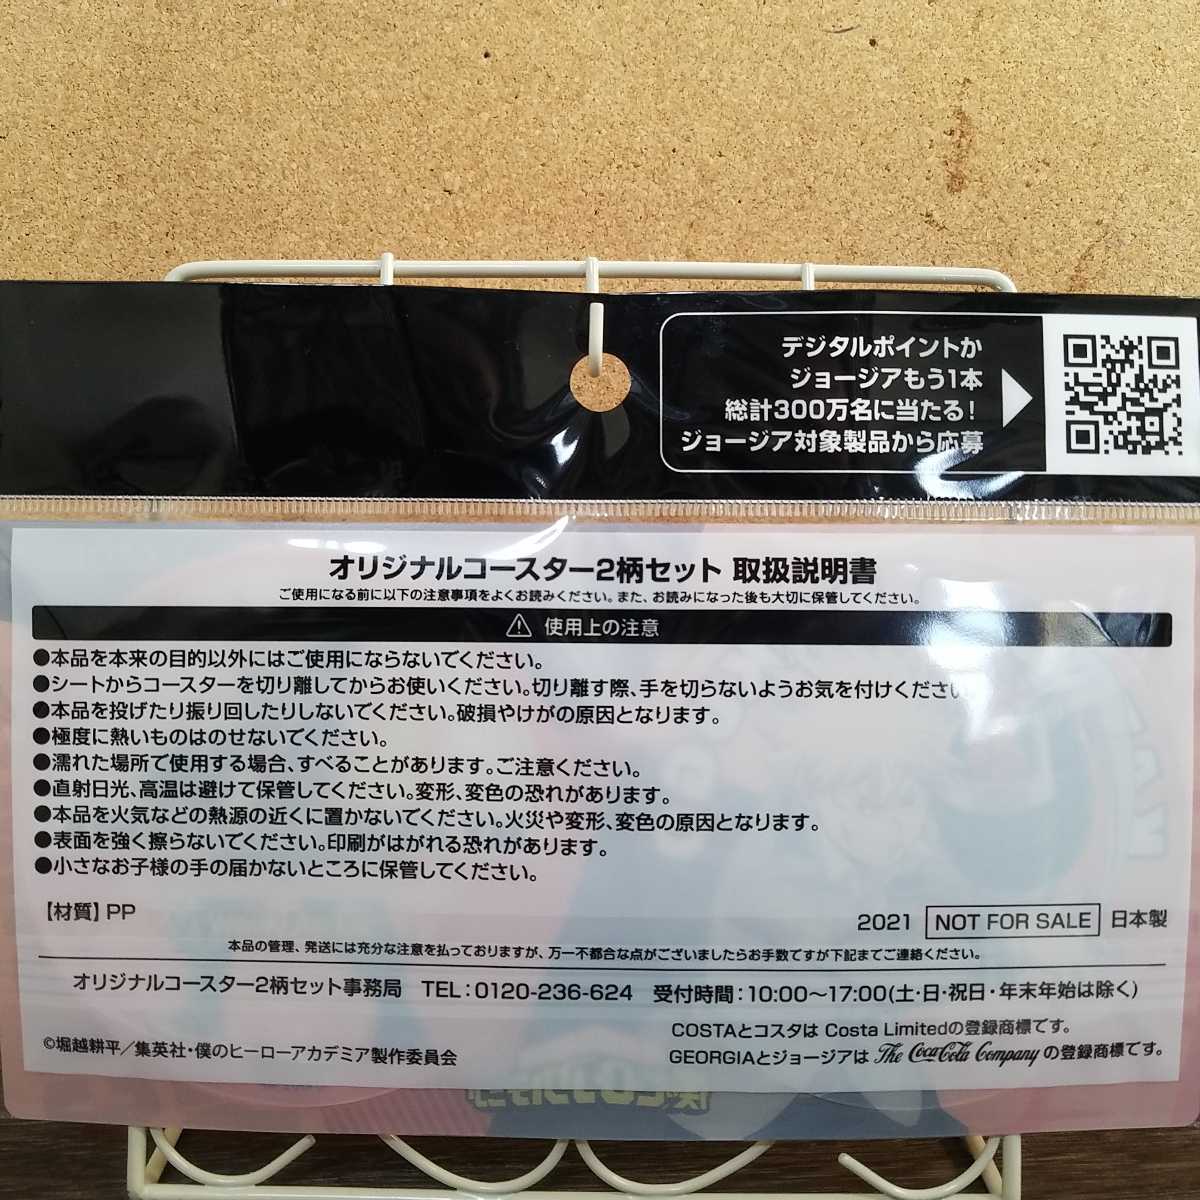 デジタルポイントか
ジョージアもう1本
総計300万名に当たる!
ジョージア対象製品から応募
オリジナルコースター2柄セット 取扱説明書
ご使用になる前に以下の注意事項をよくお読みください。また、お読みになった後も大切に保管してください。
使用上の注意
●本品を本来の目的以外にはご使用にならないでください。
●シートからコースターを切り離してからお使いください。切り離す際、手を切らないようお気を付けください
●本品を投げたり振り回したりしないでください。破損やけがの原因となります。
●極度に熱いものはのせないでください。
●濡れた場所で使用する場合、すべることがあります。ご注意ください。
●直射日光、高温は避けて保管してください。変形、変色の恐れがあります。
●本品を火気などの熱源の近くに置かないでください。火災や変形、変色の原因となります。
●表面を強く擦らないでください。印刷がはがれる恐れがあります。
●小さなお子様の手の届かないところに保管してください。
【材質】PP
2021 NOT FOR SALE 日本製
本品の管理、発送には充分な注意を払っておりますが、万一不都合な点がございましたらお手数ですが下記までご連絡ください。
オリジナルコースター2柄セット事務局 TEL:0120-236-624 受付時間:10:00〜17:00(土・日・祝日・年末年始は除く)
COSTAとコスタは Costa Limitedの登録商標です。
©堀越耕平/集英社・僕のヒーローアカデミア製作委員会
GEORGIAとジョージアは The Coca-Cola Company の登録商標です。